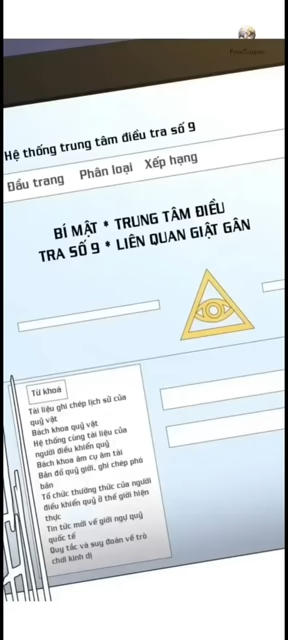 Hệ thống trung tâm điều tra số 9
Đầu trang Phân loại Xếp hạng
BÍ MẬT * TRUNG TÂM ĐIỀU
TRA SỐ 9 * LIÊN QUAN GIẬT GÂN
Từ khoá
Tài liệu ghi chép lịch sử của
quỷ vật
Bách khoa quỷ vật
Hệ thống cùng tài liệu của
người điều khiển quỷ
Bách khoa âm cụ âm tài
Bản đồ quỷ giới, ghi chép phó
bản
Tổ chức thường thức của người
điều khiển quỷ ở thế giới hiện
thực
Tin tức mới về giới ngự quỷ
quốc tế
Quy tắc và suy đoán về trò
chơi kinh dị